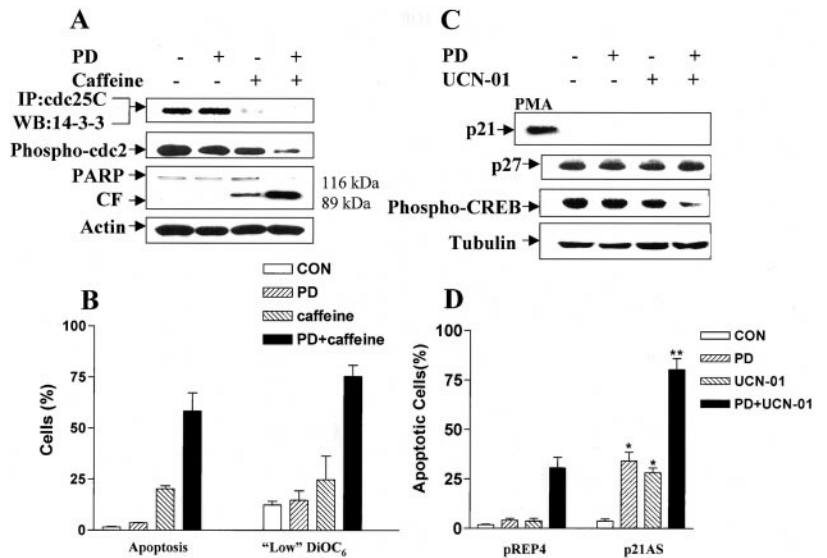 A
PD - + - +
Caffeine - - + +
IP:cdc25C
WB:14-3-3
Phospho-cdc2
PARP 116 kDa
CF 89 kDa
Actin
C
PD - + - +
UCN-01 - - + +
PMA
p21
p27
Phospho-CREB
Tubulin
B
CON
PD
caffeine
PD+caffeine
Cells (%)
100
75
50
25
0
Apoptosis "Low" DiOC₆
D
CON
PD
UCN-01
PD+UCN-01
Apoptotic Cells(%)
100
75
50
25
0
* * **
pREP4 p21AS